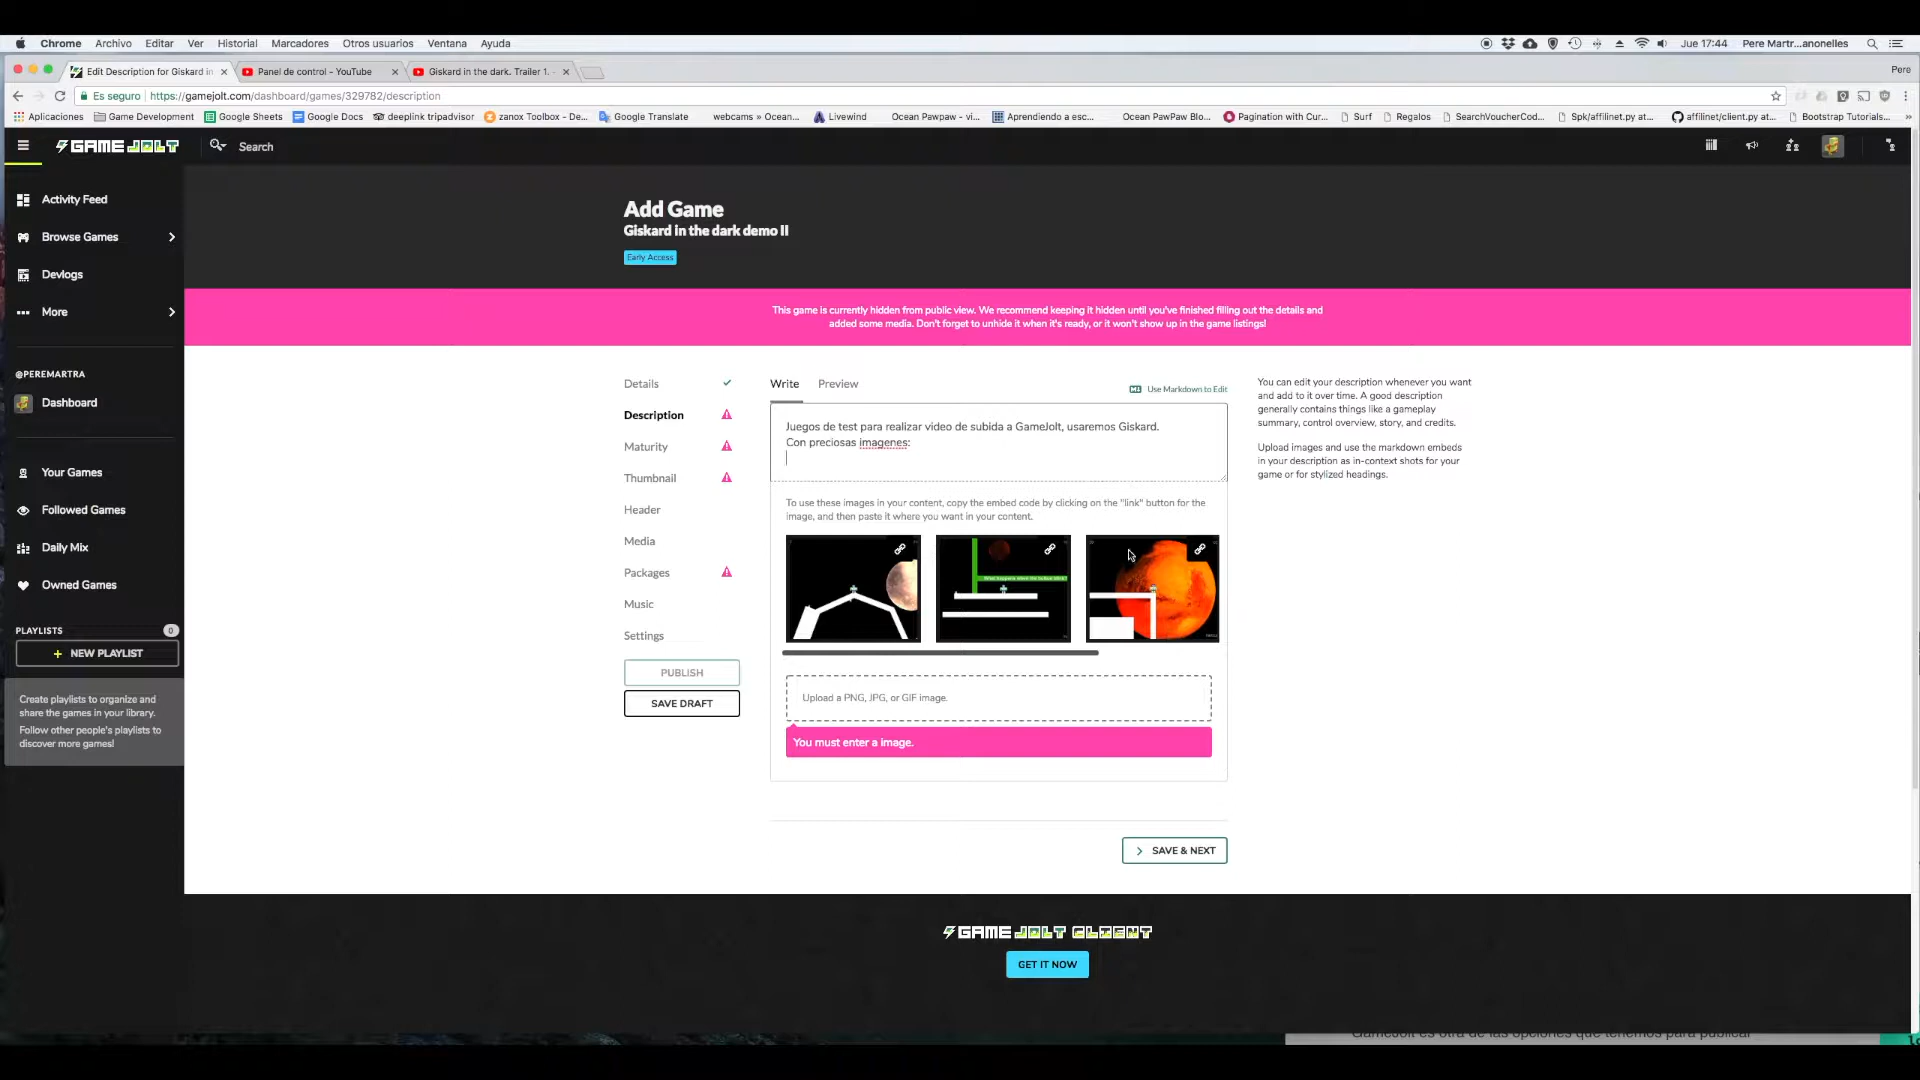 Chrome Archivo Editar Ver Historial Marcadores Otros usuarios Ventana Ayuda
Jue 17:44 Pere Martr...anonelles
Edit Description for Giskard in
Panel de control - YouTube
Giskard in the dark. Trailer 1. -
Pere
Es seguro https://gamejolt.com/dashboard/games/329782/description
Aplicaciones Game Development Google Sheets Google Docs deeplink tripadvisor zanox Toolbox - De... Google Translate webcams » Ocean... Livewind Ocean Pawpaw - vi... Aprendiendo a esc... Ocean PawPaw Blo... Pagination with Cur... Surf Regalos SearchVoucherCod... Spk/affilinet.py at... affilinet/client.py at... Bootstrap Tutorials... »
GAME JOLT
Search
Activity Feed
Browse Games
Devlogs
More
@PEREMARTRA
Dashboard
Your Games
Followed Games
Daily Mix
Owned Games
PLAYLISTS 0
+ NEW PLAYLIST
Create playlists to organize and
share the games in your library.
Follow other people's playlists to
discover more games!
Add Game
Giskard in the dark demo II
Early Access
This game is currently hidden from public view. We recommend keeping it hidden until you've finished filling out the details and
added some media. Don't forget to unhide it when it's ready, or it won't show up in the game listings!
Details
Description
Maturity
Thumbnail
Header
Media
Packages
Music
Settings
PUBLISH
SAVE DRAFT
Write Preview
Use Markdown to Edit
Juegos de test para realizar video de subida a GameJolt, usaremos Giskard.
Con preciosas imagenes:
To use these images in your content, copy the embed code by clicking on the "link" button for the
image, and then paste it where you want in your content.
Upload a PNG, JPG, or GIF image.
You must enter a image.
SAVE & NEXT
You can edit your description whenever you want
and add to it over time. A good description
generally contains things like a gameplay
summary, control overview, story, and credits.
Upload images and use the markdown embeds
in your description as in-context shots for your
game or for stylized headings.
GAME JOLT CLIENT
GET IT NOW
GameJolt es otra de las opciones que tenemos para publicar